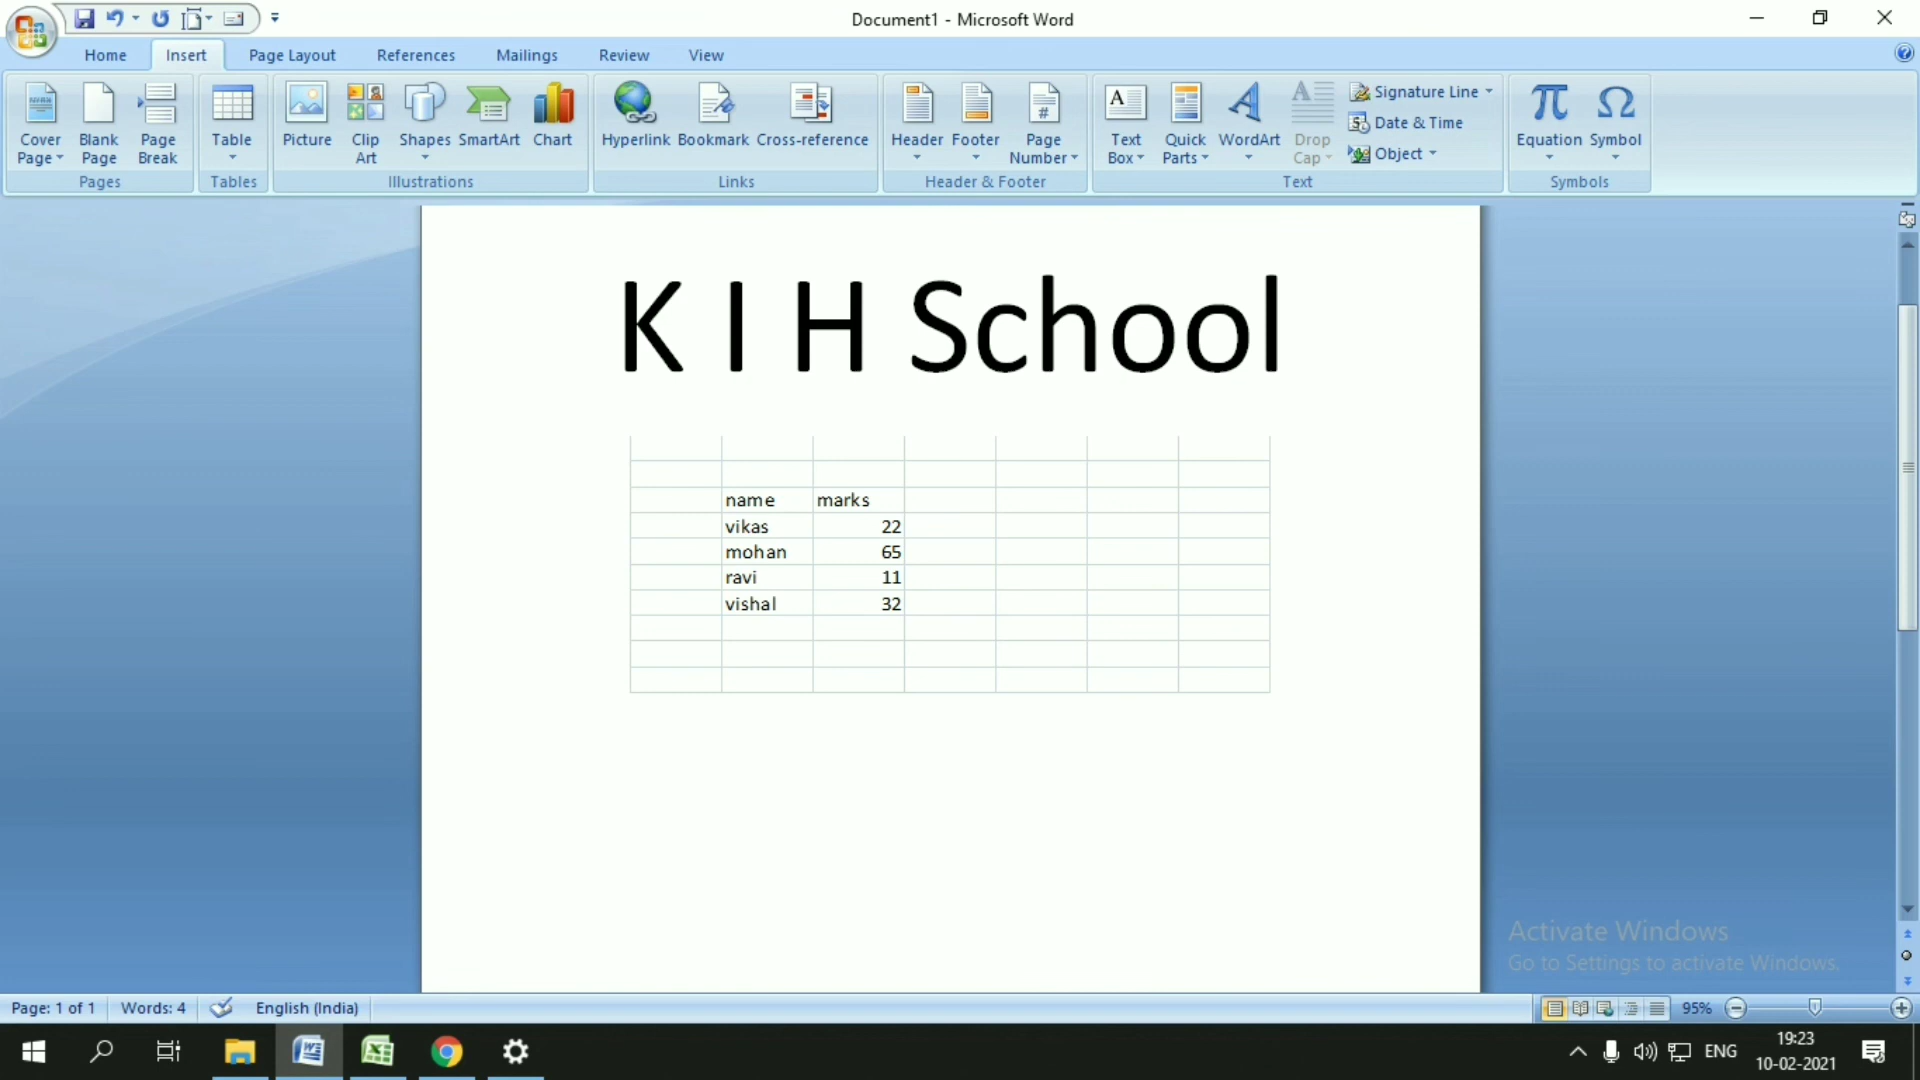 Document1 - Microsoft Word
Home Insert Page Layout References Mailings Review View
Cover Page Blank Page Page Break
Pages
Table
Tables
Picture Clip Art Shapes SmartArt Chart
Illustrations
Hyperlink Bookmark Cross-reference
Links
Header Footer Page Number
Header & Footer
Text Box Quick Parts WordArt Drop Cap
Signature Line
Date & Time
Object
Text
Equation Symbol
Symbols
K I H School
name marks
vikas 22
mohan 65
ravi 11
vishal 32
Activate Windows
Go to Settings to activate Windows.
Page: 1 of 1 Words: 4 English (India) 95%
ENG 19:23
10-02-2021